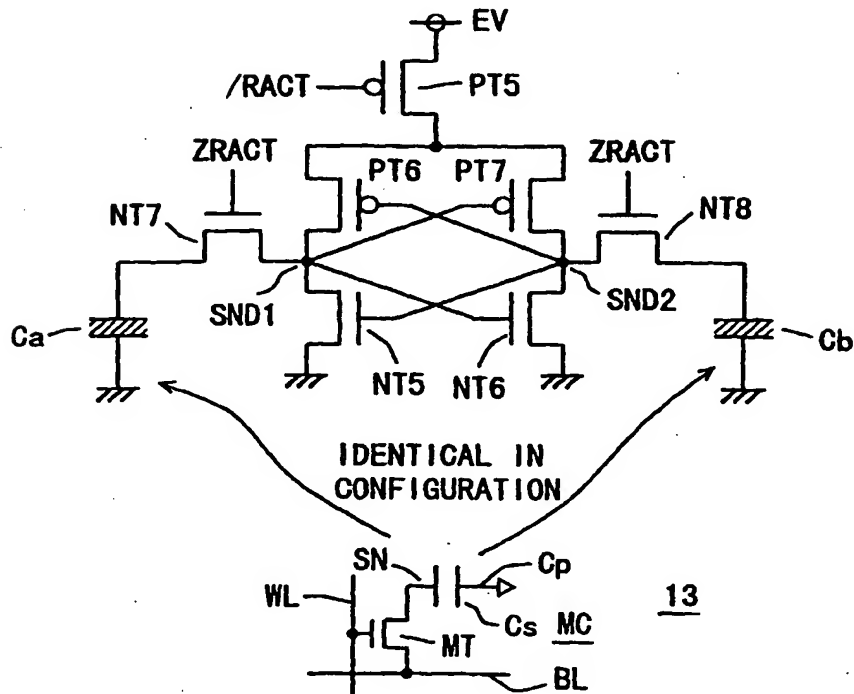 EV
/RACT
PT5
ZRACT
ZRACT
PT6
PT7
NT7
NT8
SND1
SND2
Ca
Cb
NT5
NT6
IDENTICAL IN
CONFIGURATION
SN
Cp
WL
13
Cs
MC
MT
BL